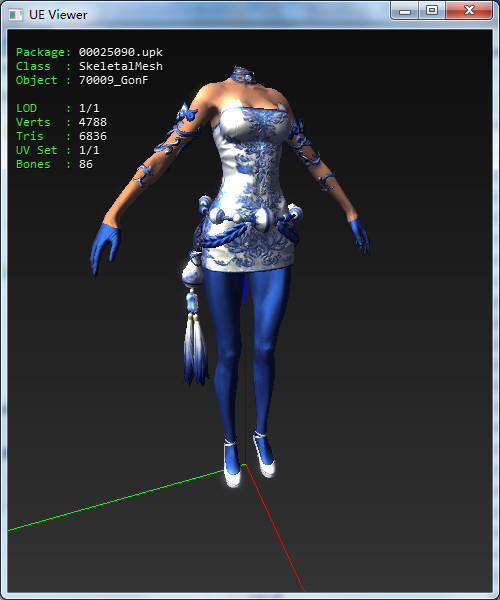 UE Viewer
Package: 00025090.upk
Class : SkeletalMesh
Object : 70009_GonF
LOD : 1/1
Verts : 4788
Tris : 6836
UV Set : 1/1
Bones : 86